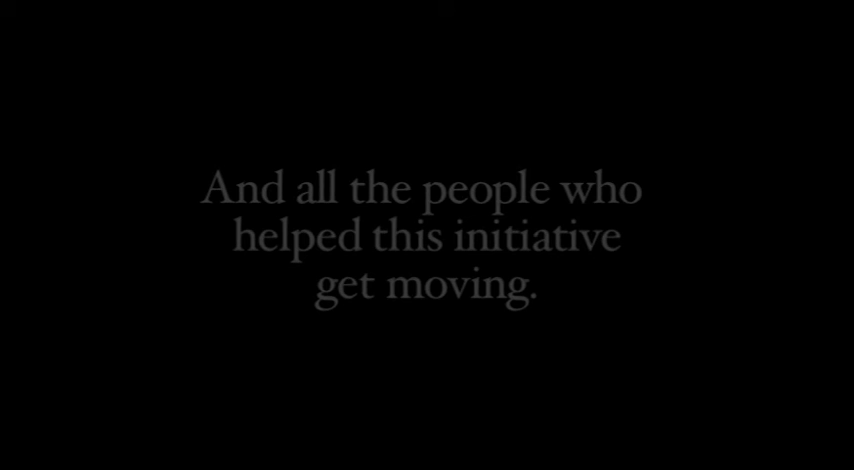 And all the people who
helped this initiative
get moving.